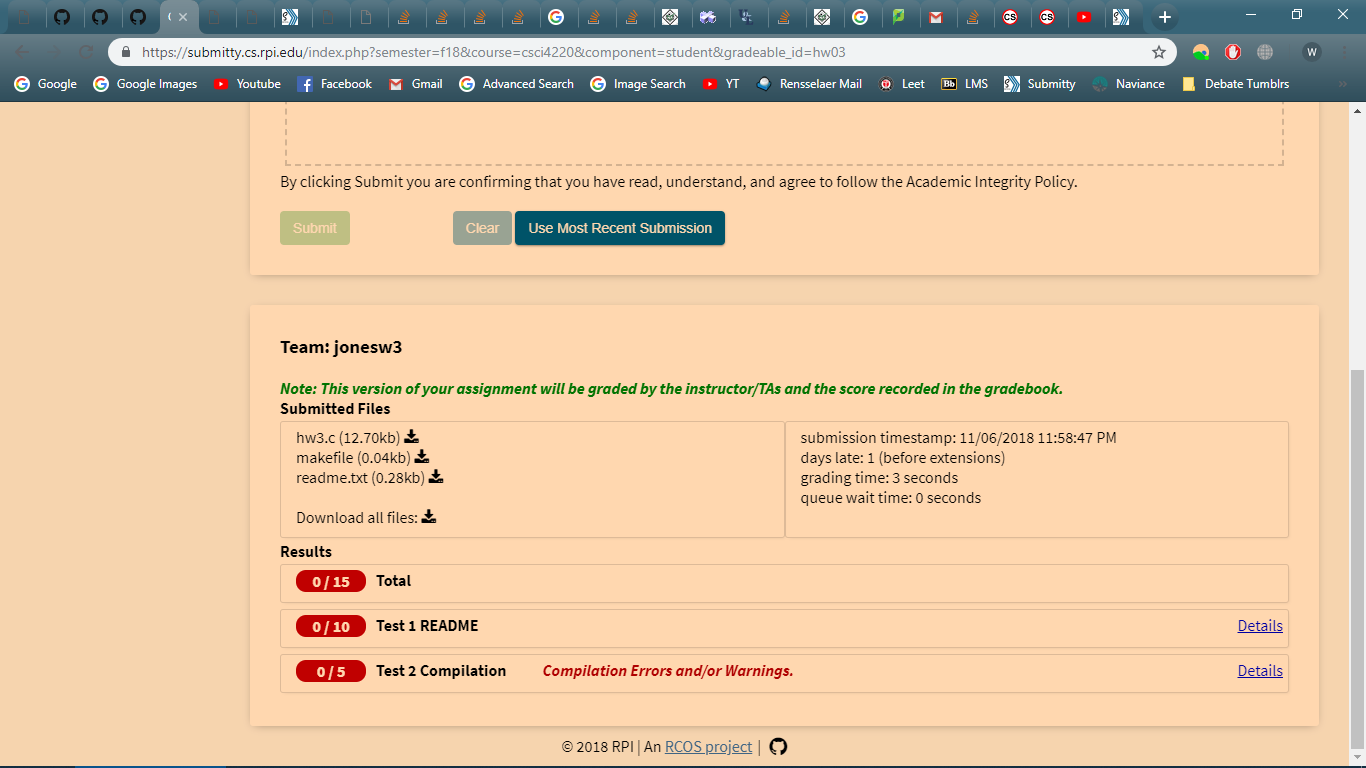 https://submitty.cs.rpi.edu/index.php?semester=f18&course=csci4220&component=student&gradeable_id=hw03
W
Google Google Images Youtube Facebook Gmail Advanced Search Image Search YT Rensselaer Mail Leet Bb LMS Submitty Naviance Debate Tumblrs
By clicking Submit you are confirming that you have read, understand, and agree to follow the Academic Integrity Policy.
Submit Clear Use Most Recent Submission
Team: jonesw3
Note: This version of your assignment will be graded by the instructor/TAs and the score recorded in the gradebook.
Submitted Files
hw3.c (12.70kb)
makefile (0.04kb)
readme.txt (0.28kb)
Download all files:
submission timestamp: 11/06/2018 11:58:47 PM
days late: 1 (before extensions)
grading time: 3 seconds
queue wait time: 0 seconds
Results
0 / 15 Total
0 / 10 Test 1 README Details
0 / 5 Test 2 Compilation Compilation Errors and/or Warnings. Details
© 2018 RPI | An RCOS project |